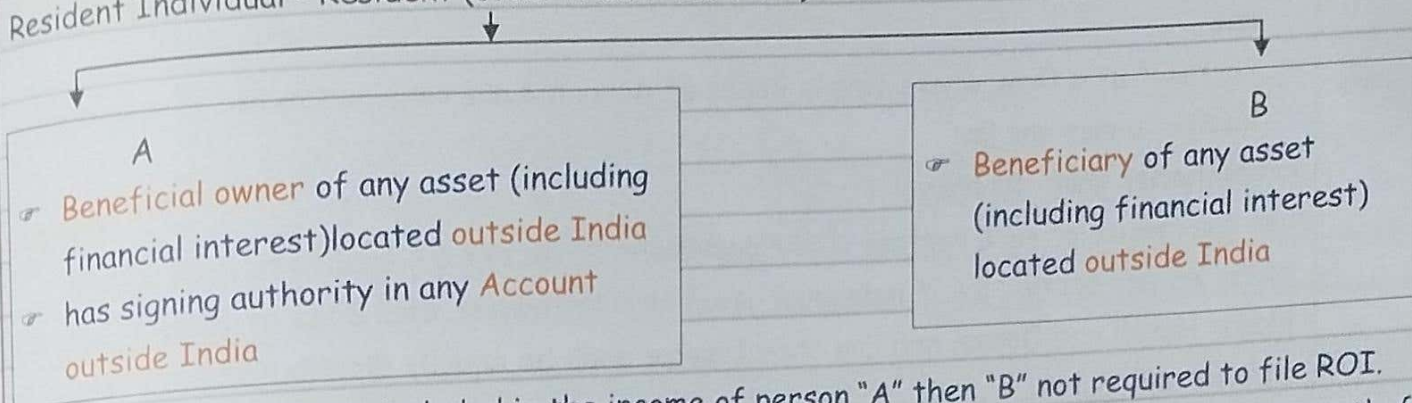 Resident
A
☞ Beneficial owner of any asset (including
financial interest)located outside India
☞ has signing authority in any Account
outside India
B
☞ Beneficiary of any asset
(including financial interest)
located outside India
of person "A" then "B" not required to file ROI.